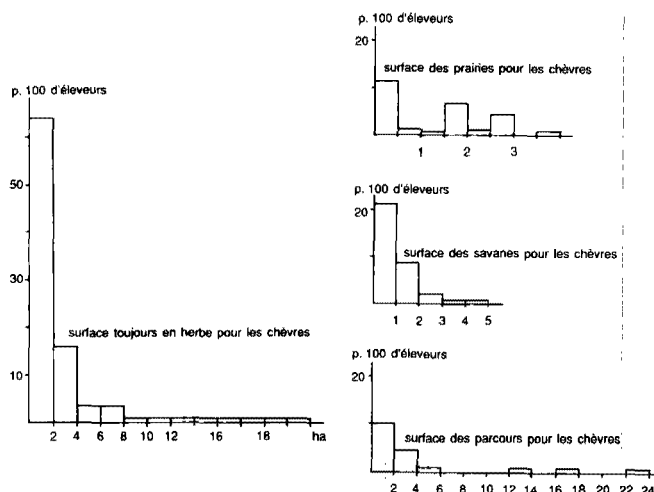 p. 100 d'éleveurs
50
30
10
surface toujours en herbe pour les chèvres
2 4 6 8 10 12 16 18 ha
p. 100 d'éleveurs
20
surface des prairies pour les chèvres
1 2 3
p. 100 d'éleveurs
20
surface des savanes pour les chèvres
1 2 3 4 5
p. 100 d'éleveurs
20
surface des parcours pour les chèvres
2 4 6 8 10 12 14 16 18 20 22 24